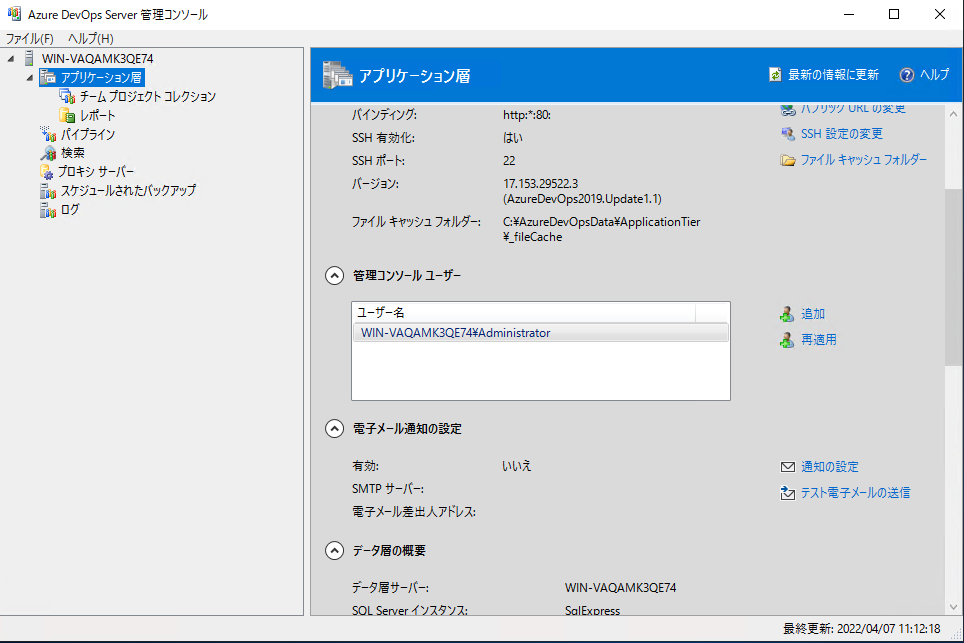 Azure DevOps Server 管理コンソール
ファイル(F) ヘルプ(H)
WIN-VAQAMK3QE74
アプリケーション層
チーム プロジェクト コレクション
レポート
パイプライン
検索
プロキシ サーバー
スケジュールされたバックアップ
ログ
アプリケーション層
最新の情報に更新
ヘルプ
バインディング: http:*:80:
SSH 有効化: はい
SSH ポート: 22
バージョン: 17.153.29522.3
(AzureDevOps2019.Update1.1)
ファイル キャッシュ フォルダー: C:¥AzureDevOpsData¥ApplicationTier
¥_fileCache
パブリック URL の変更
SSH 設定の変更
ファイル キャッシュ フォルダー
管理コンソール ユーザー
ユーザー名
WIN-VAQAMK3QE74¥Administrator
追加
再適用
電子メール通知の設定
有効: いいえ
SMTP サーバー:
電子メール差出人アドレス:
通知の設定
テスト電子メールの送信
データ層の概要
データ層サーバー: WIN-VAQAMK3QE74
SQL Server インスタンス: SqlExpress
最終更新: 2022/04/07 11:12:18